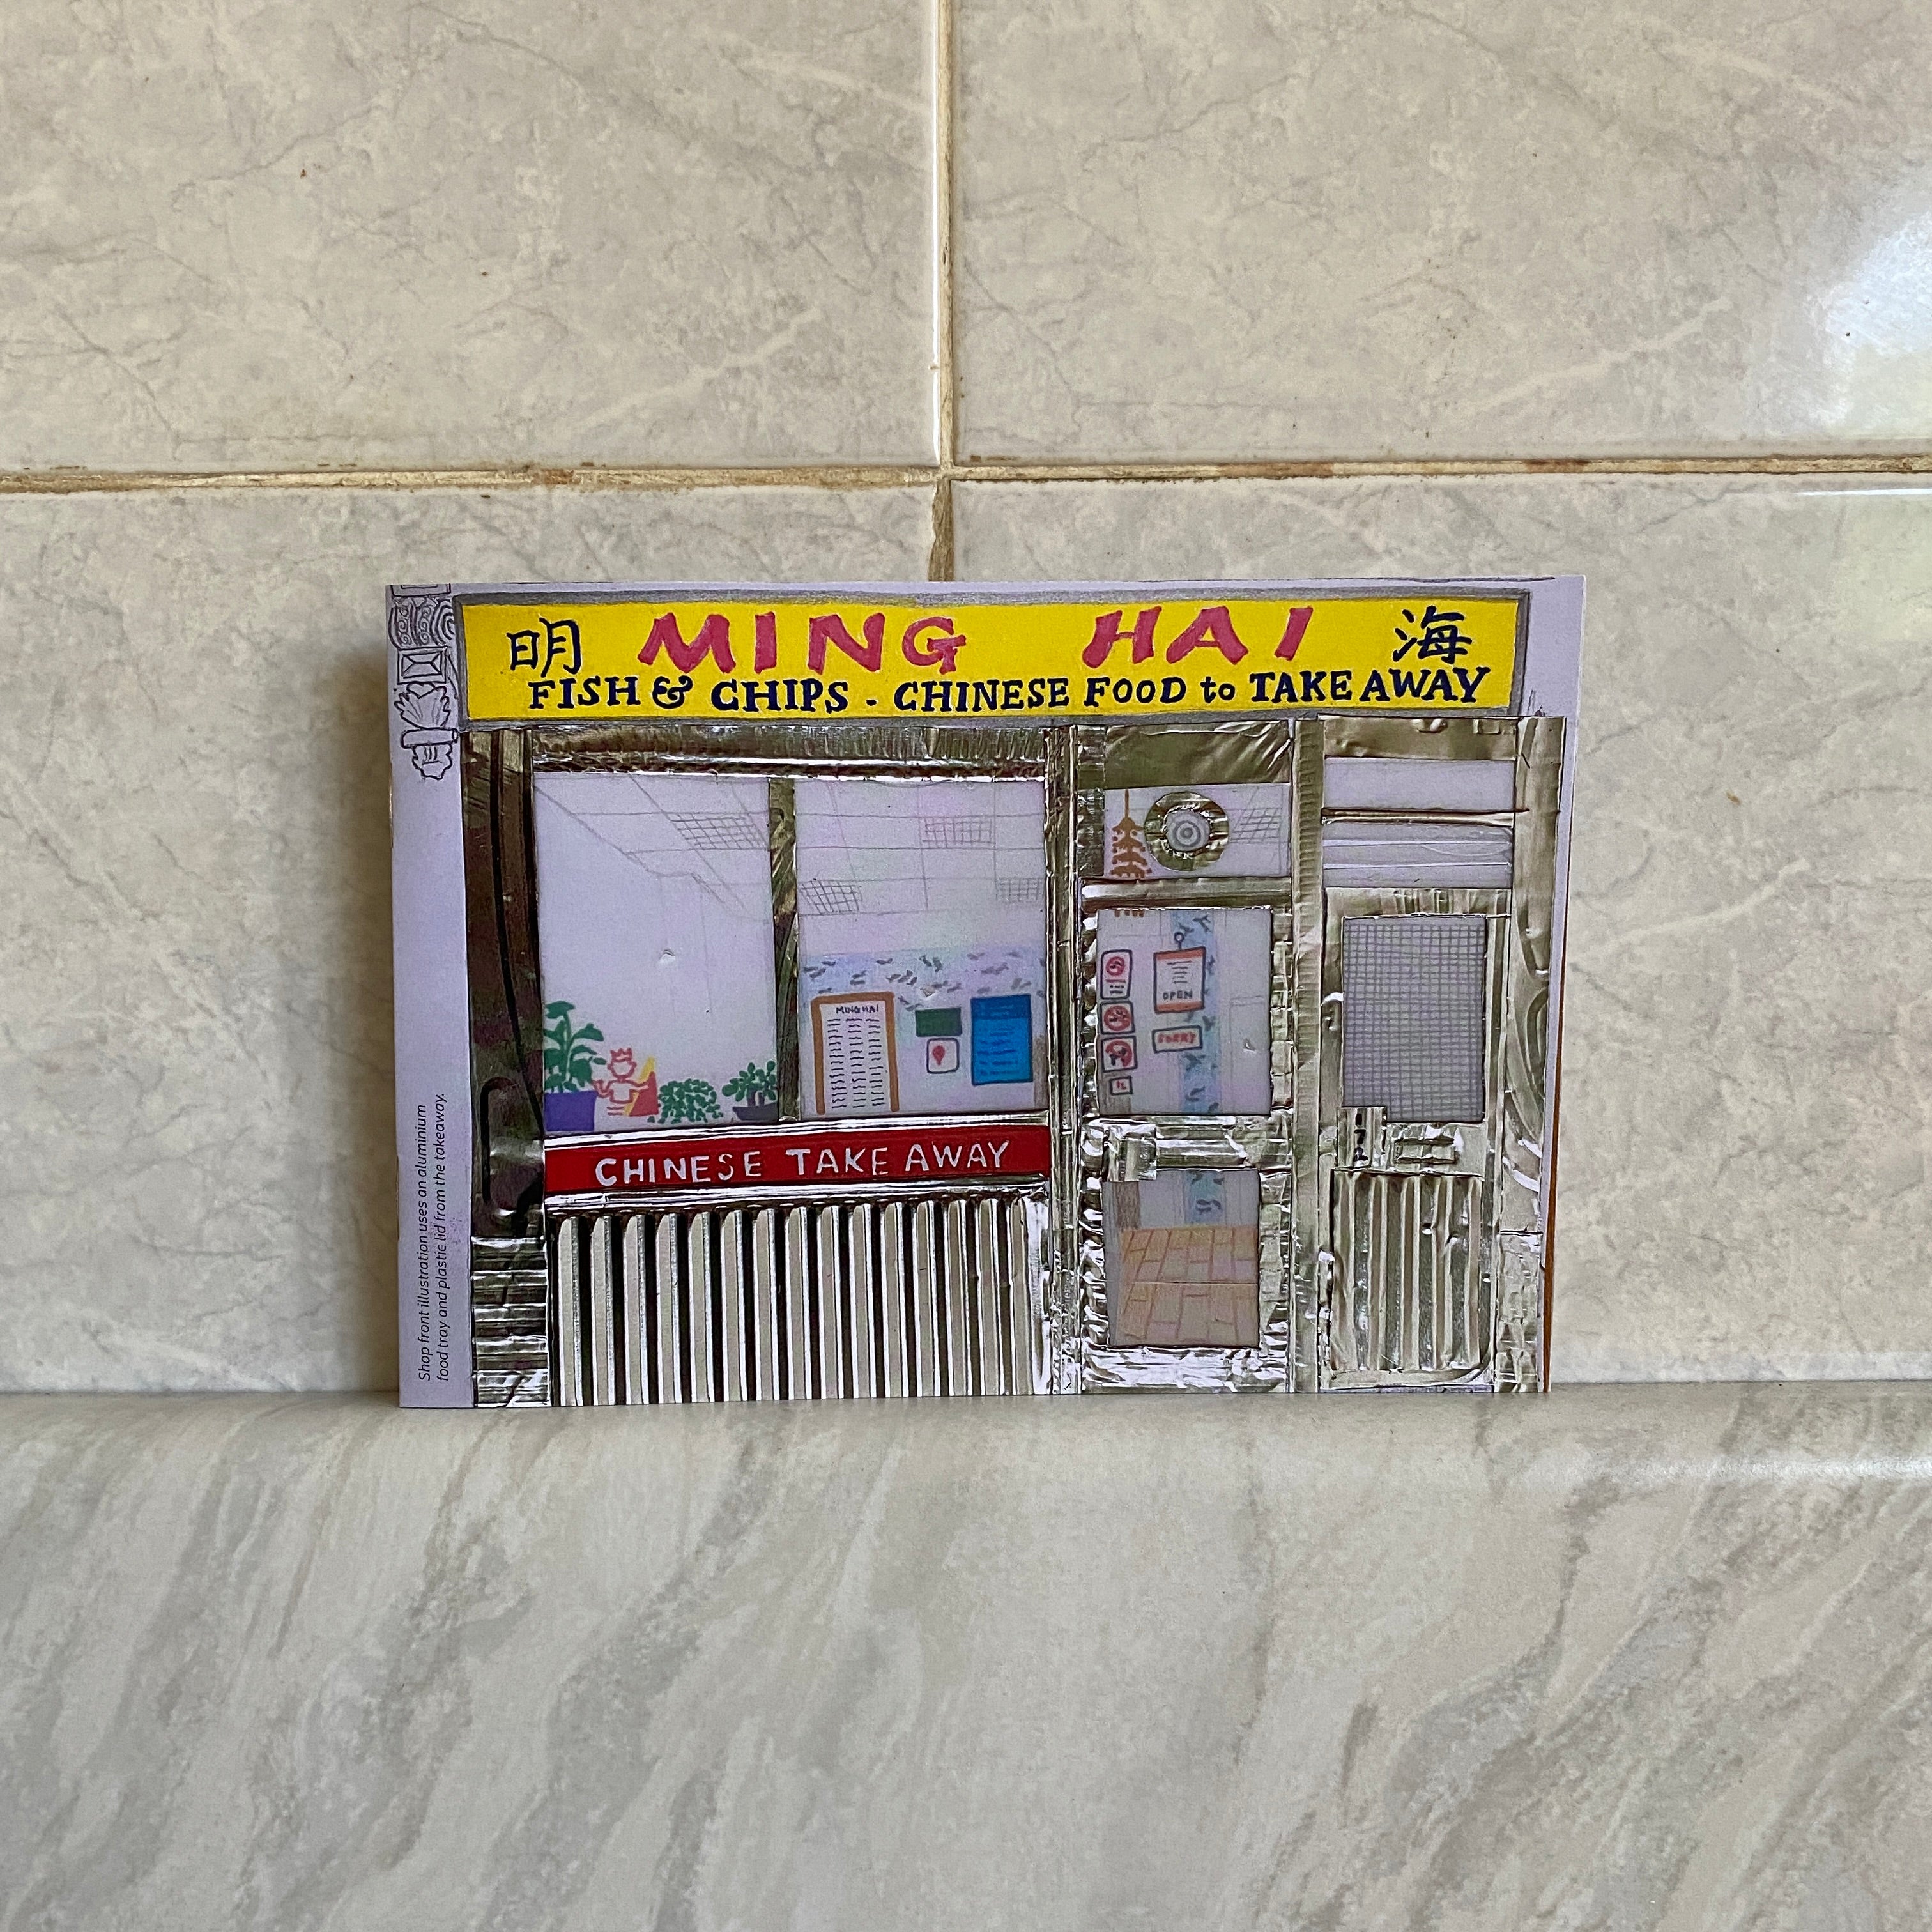 明 MING HAI 海
FISH & CHIPS . CHINESE FOOD to TAKE AWAY
MING HAI
OPEN
SORRY
CHINESE TAKE AWAY
Shop front illustration uses an aluminium
food tray and plastic lid from the takeaway.